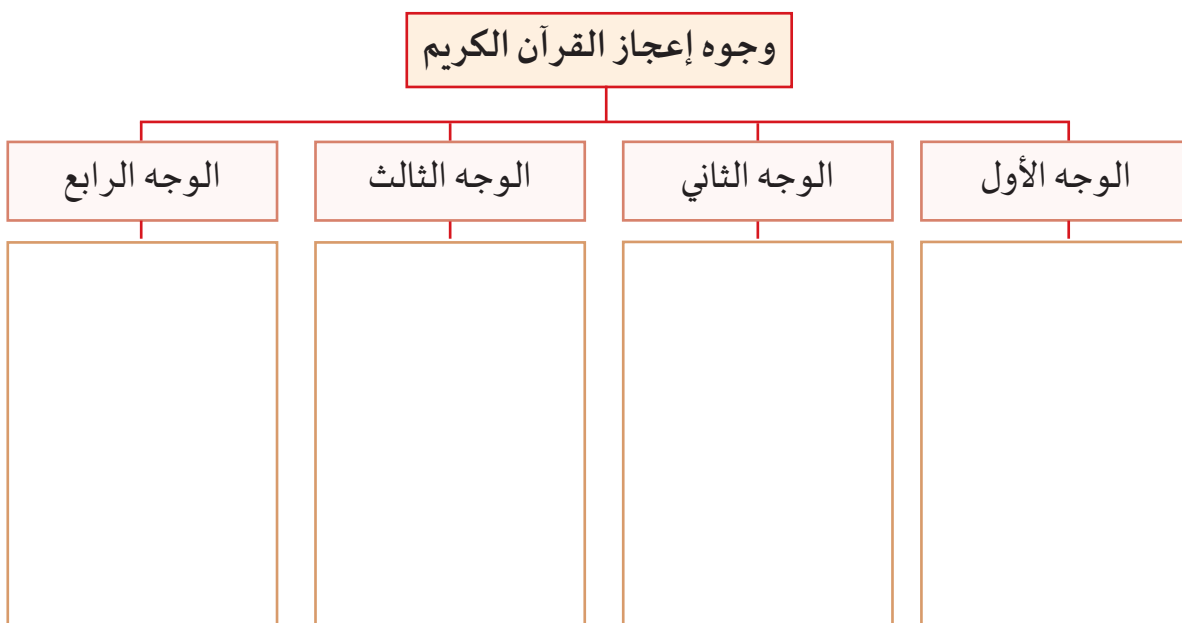 وجوه إعجاز القرآن الكريم
الوجه الأول
الوجه الثاني
الوجه الثالث
الوجه الرابع